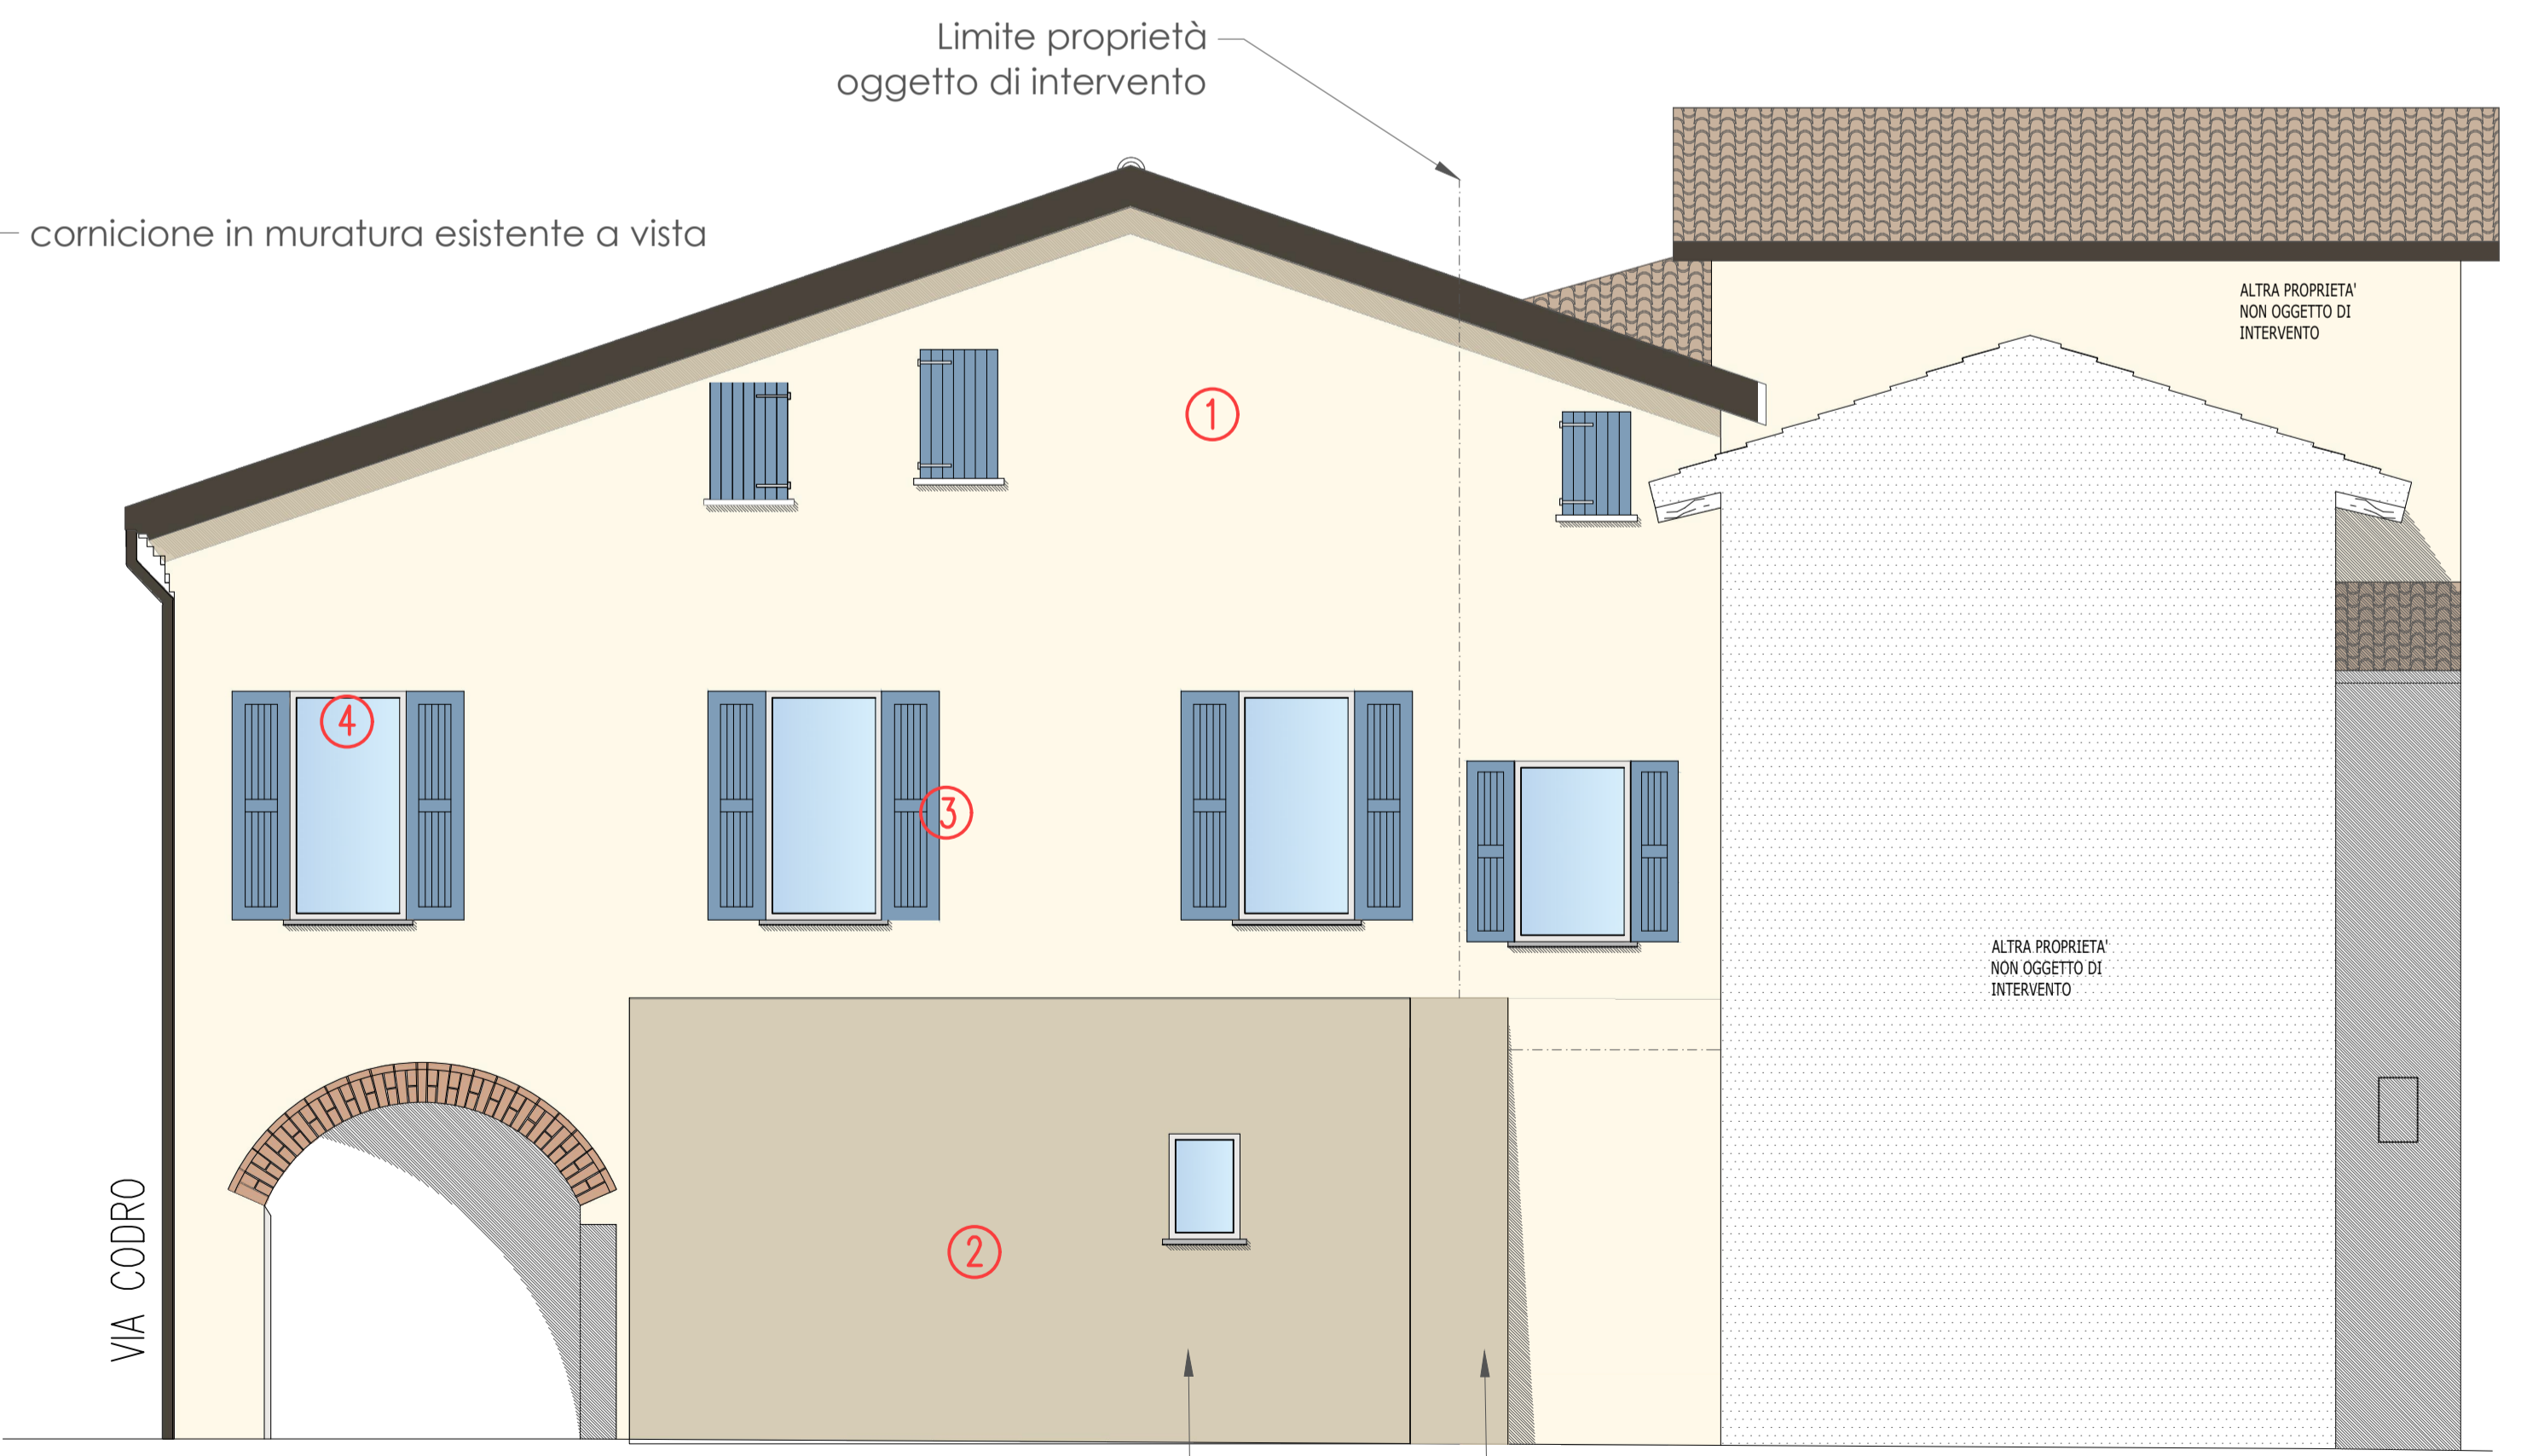 Limite proprietà
oggetto di intervento
cornicione in muratura esistente a vista
ALTRA PROPRIETA'
NON OGGETTO DI
INTERVENTO
1
4
3
ALTRA PROPRIETA'
NON OGGETTO DI
INTERVENTO
VIA CODRO
2